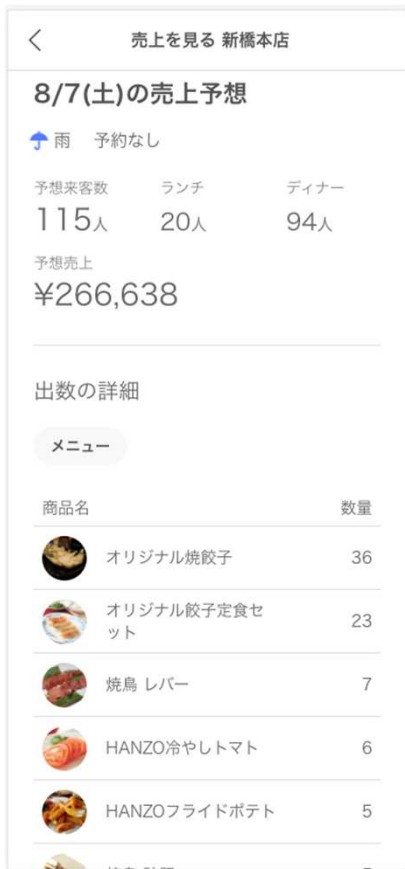 売上を見る 新橋本店
8/7(土)の売上予想
雨 予約なし
予想来客数 ランチ ディナー
115人 20人 94人
予想売上
¥266,638
出数の詳細
メニュー
商品名 数量
オリジナル焼餃子 36
オリジナル餃子定食セ
ット 23
焼鳥 レバー 7
HANZO冷やしトマト 6
HANZOフライドポテト 5